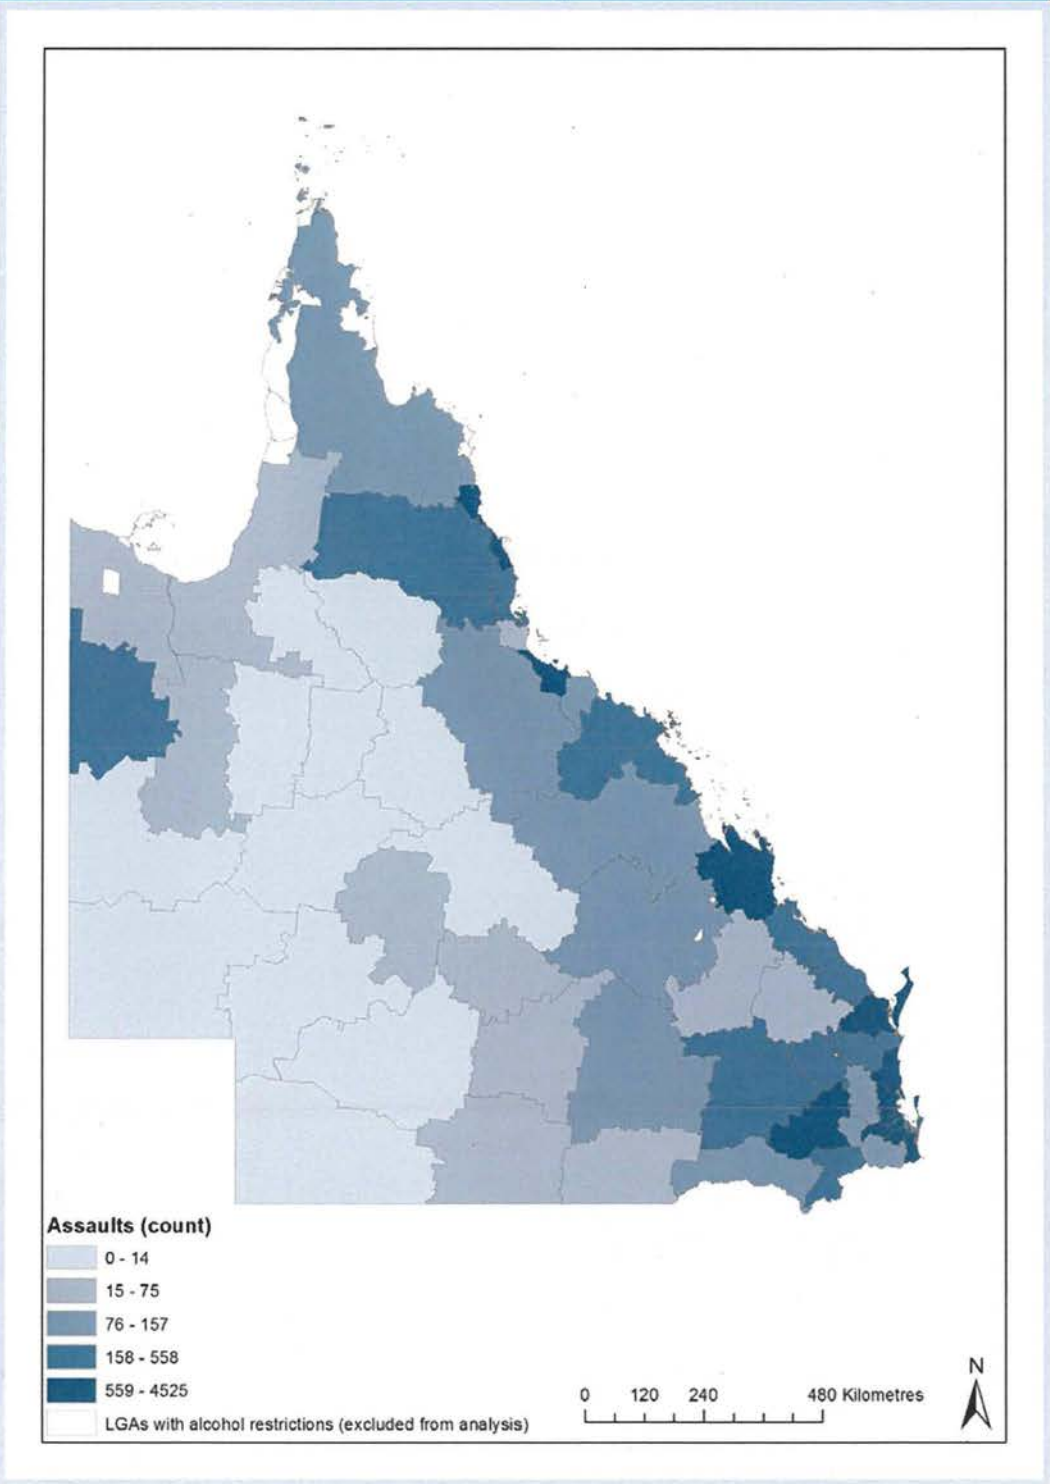 Assaults (count)
0 - 14
15 - 75
76 - 157
158 - 558
559 - 4525
LGAs with alcohol restrictions (excluded from analysis)
0 120 240 480 Kilometres
N